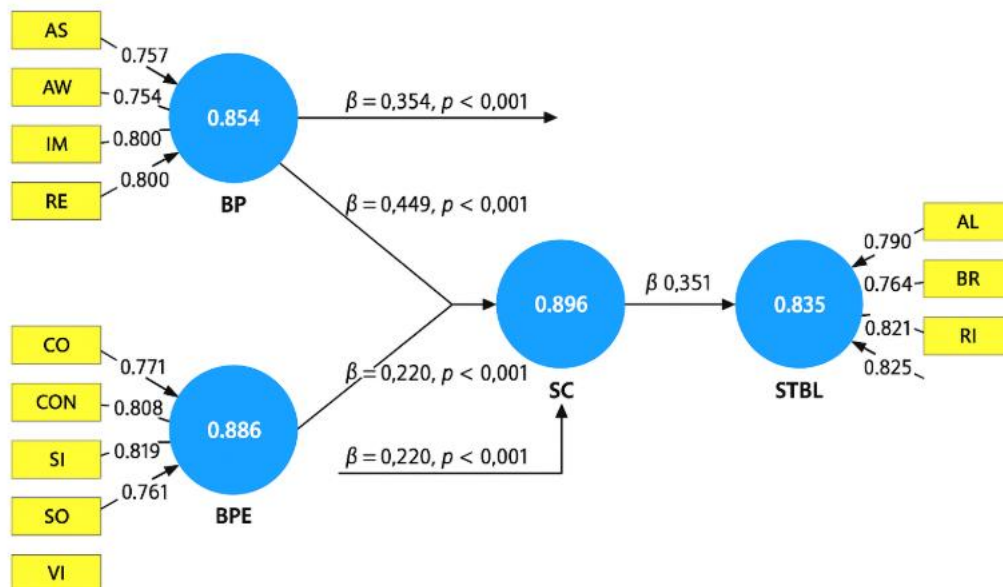 AS
0.757
AW
0.754
IM
0.800
RE
0.800
0.854
BP
β = 0,354, p < 0,001
β = 0,449, p < 0,001
CO
0.771
CON
0.808
SI
0.819
SO
0.761
VI
0.886
BPE
β = 0,220, p < 0,001
β = 0,220, p < 0,001
0.896
SC
β 0,351
0.835
STBL
0.790
AL
0.764
BR
0.821
RI
0.825